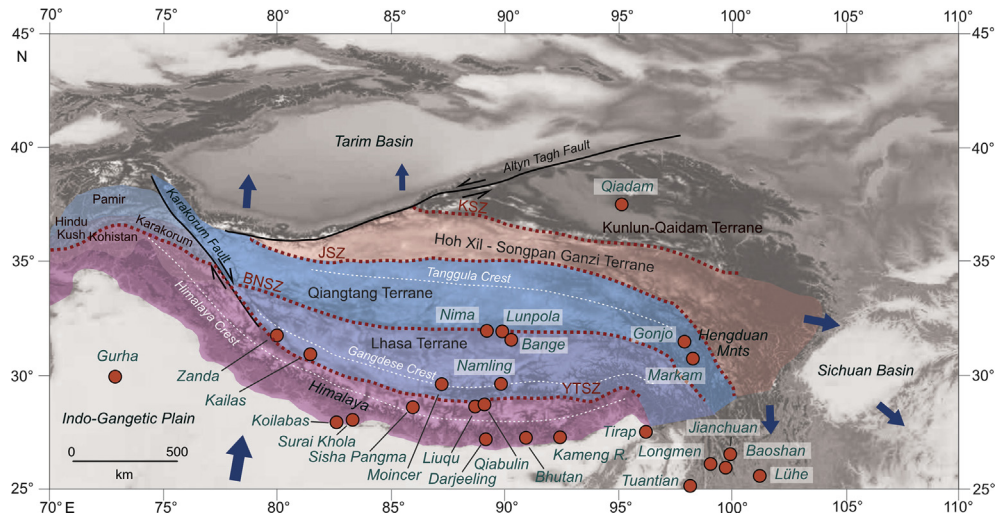 70° 75° 80° 85° 90° 95° 100° 105° 110°
45° 45°
N
Tarim Basin
40° 40°
Altyn Tagh Fault
Qiadam
Pamir
Karakorum Fault
KSZ
Kunlun-Qaidam Terrane
Hindu
Kush
Kohistan
Karakorum
Hoh Xil - Songpan Ganzi Terrane
JSZ
35° 35°
Tanggula Crest
BNSZ
Qiangtang Terrane
Himalaya Crest
Nima
Lunpola
Bange
Lhasa Terrane
Gonjo
Hengduan
Mnts
Gurha
Gangdese Crest
Namling
Markam
Sichuan Basin
Zanda
30° 30°
Kailas
Himalaya
YTSZ
Indo-Gangetic Plain
Koilabas
Surai Khola
Sisha Pangma
Moincer
Liuqu
Darjeeling
Qiabulin
Bhutan
Kameng R.
Tirap
Jianchuan
Longmen
Baoshan
Tuantian
Lühe
0 500
km
25° 25°
70° E 75° 80° 85° 90° 95° 100° 105° 110°